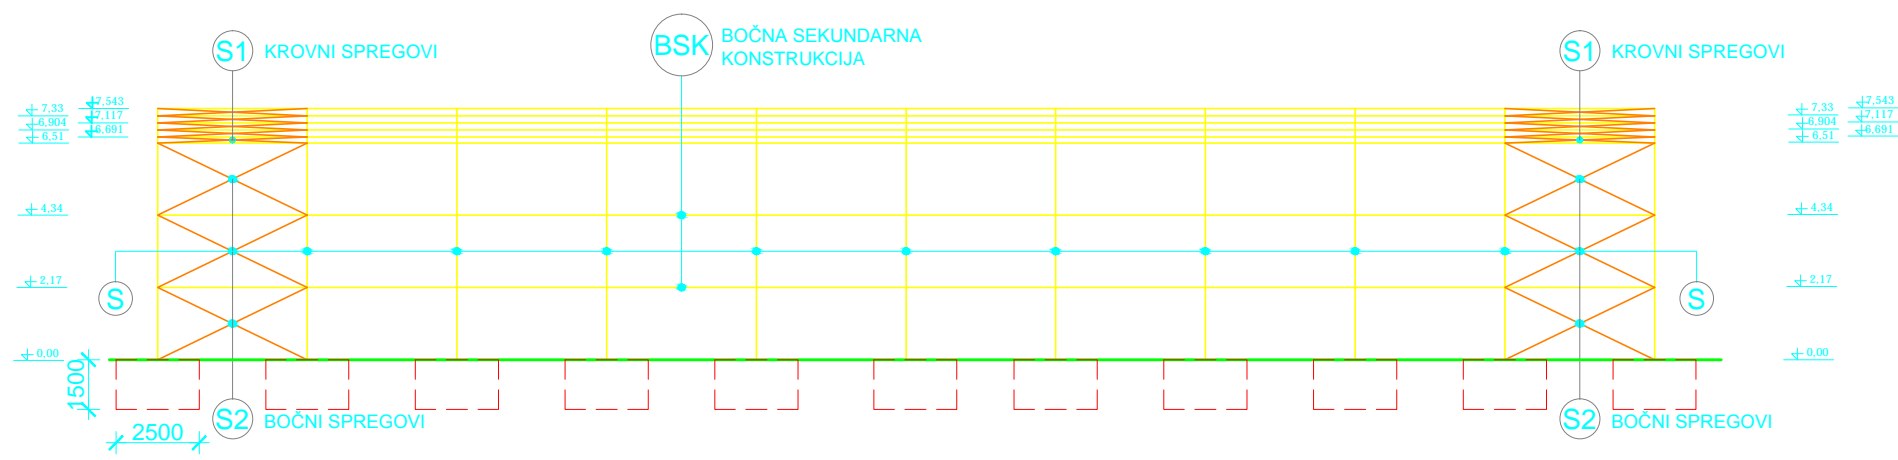 S1 KROVNI SPREGOVI
BSK BOČNA SEKUNDARNA
KONSTRUKCIJA
S1 KROVNI SPREGOVI
7,33
7,543
6,904
7,117
6,51
6,691
4,34
2,17
0,00
7,33
7,543
6,904
7,117
6,51
6,691
4,34
2,17
0,00
S
S
1500
2500
S2 BOČNI SPREGOVI
S2 BOČNI SPREGOVI